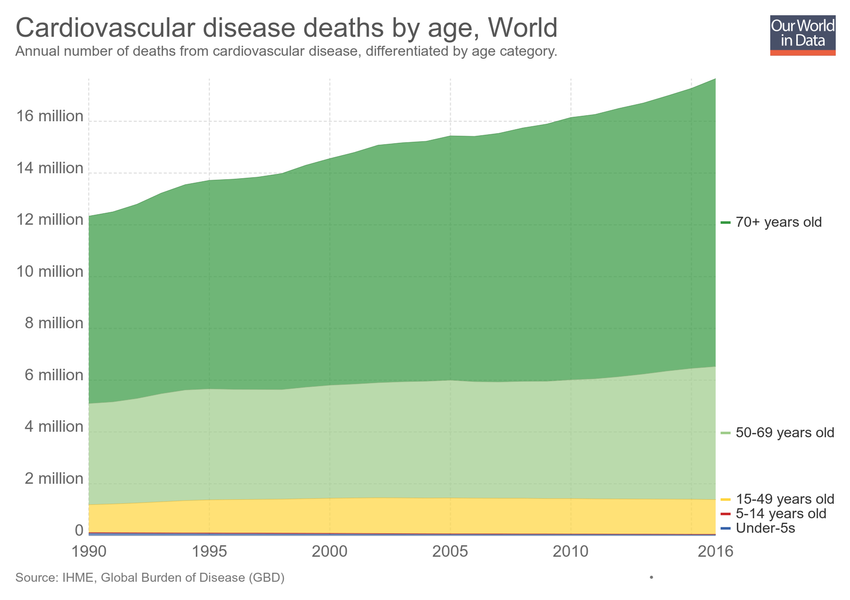 Cardiovascular disease deaths by age, World
Annual number of deaths from cardiovascular disease, differentiated by age category.
Our World
in Data
16 million
14 million
12 million
10 million
8 million
6 million
4 million
2 million
0
70+ years old
50-69 years old
15-49 years old
5-14 years old
Under-5s
1990
1995
2000
2005
2010
2016
Source: IHME, Global Burden of Disease (GBD)